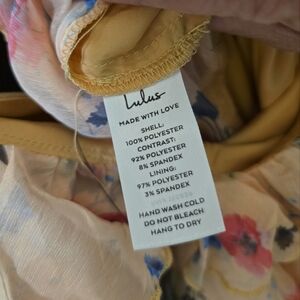 Lulus
MADE WITH LOVE
SHELL:
100% POLYESTER
CONTRAST:
92% POLYESTER
8% SPANDEX
LINING:
97% POLYESTER
3% SPANDEX
HAND WASH COLD
DO NOT BLEACH
HANG TO DRY